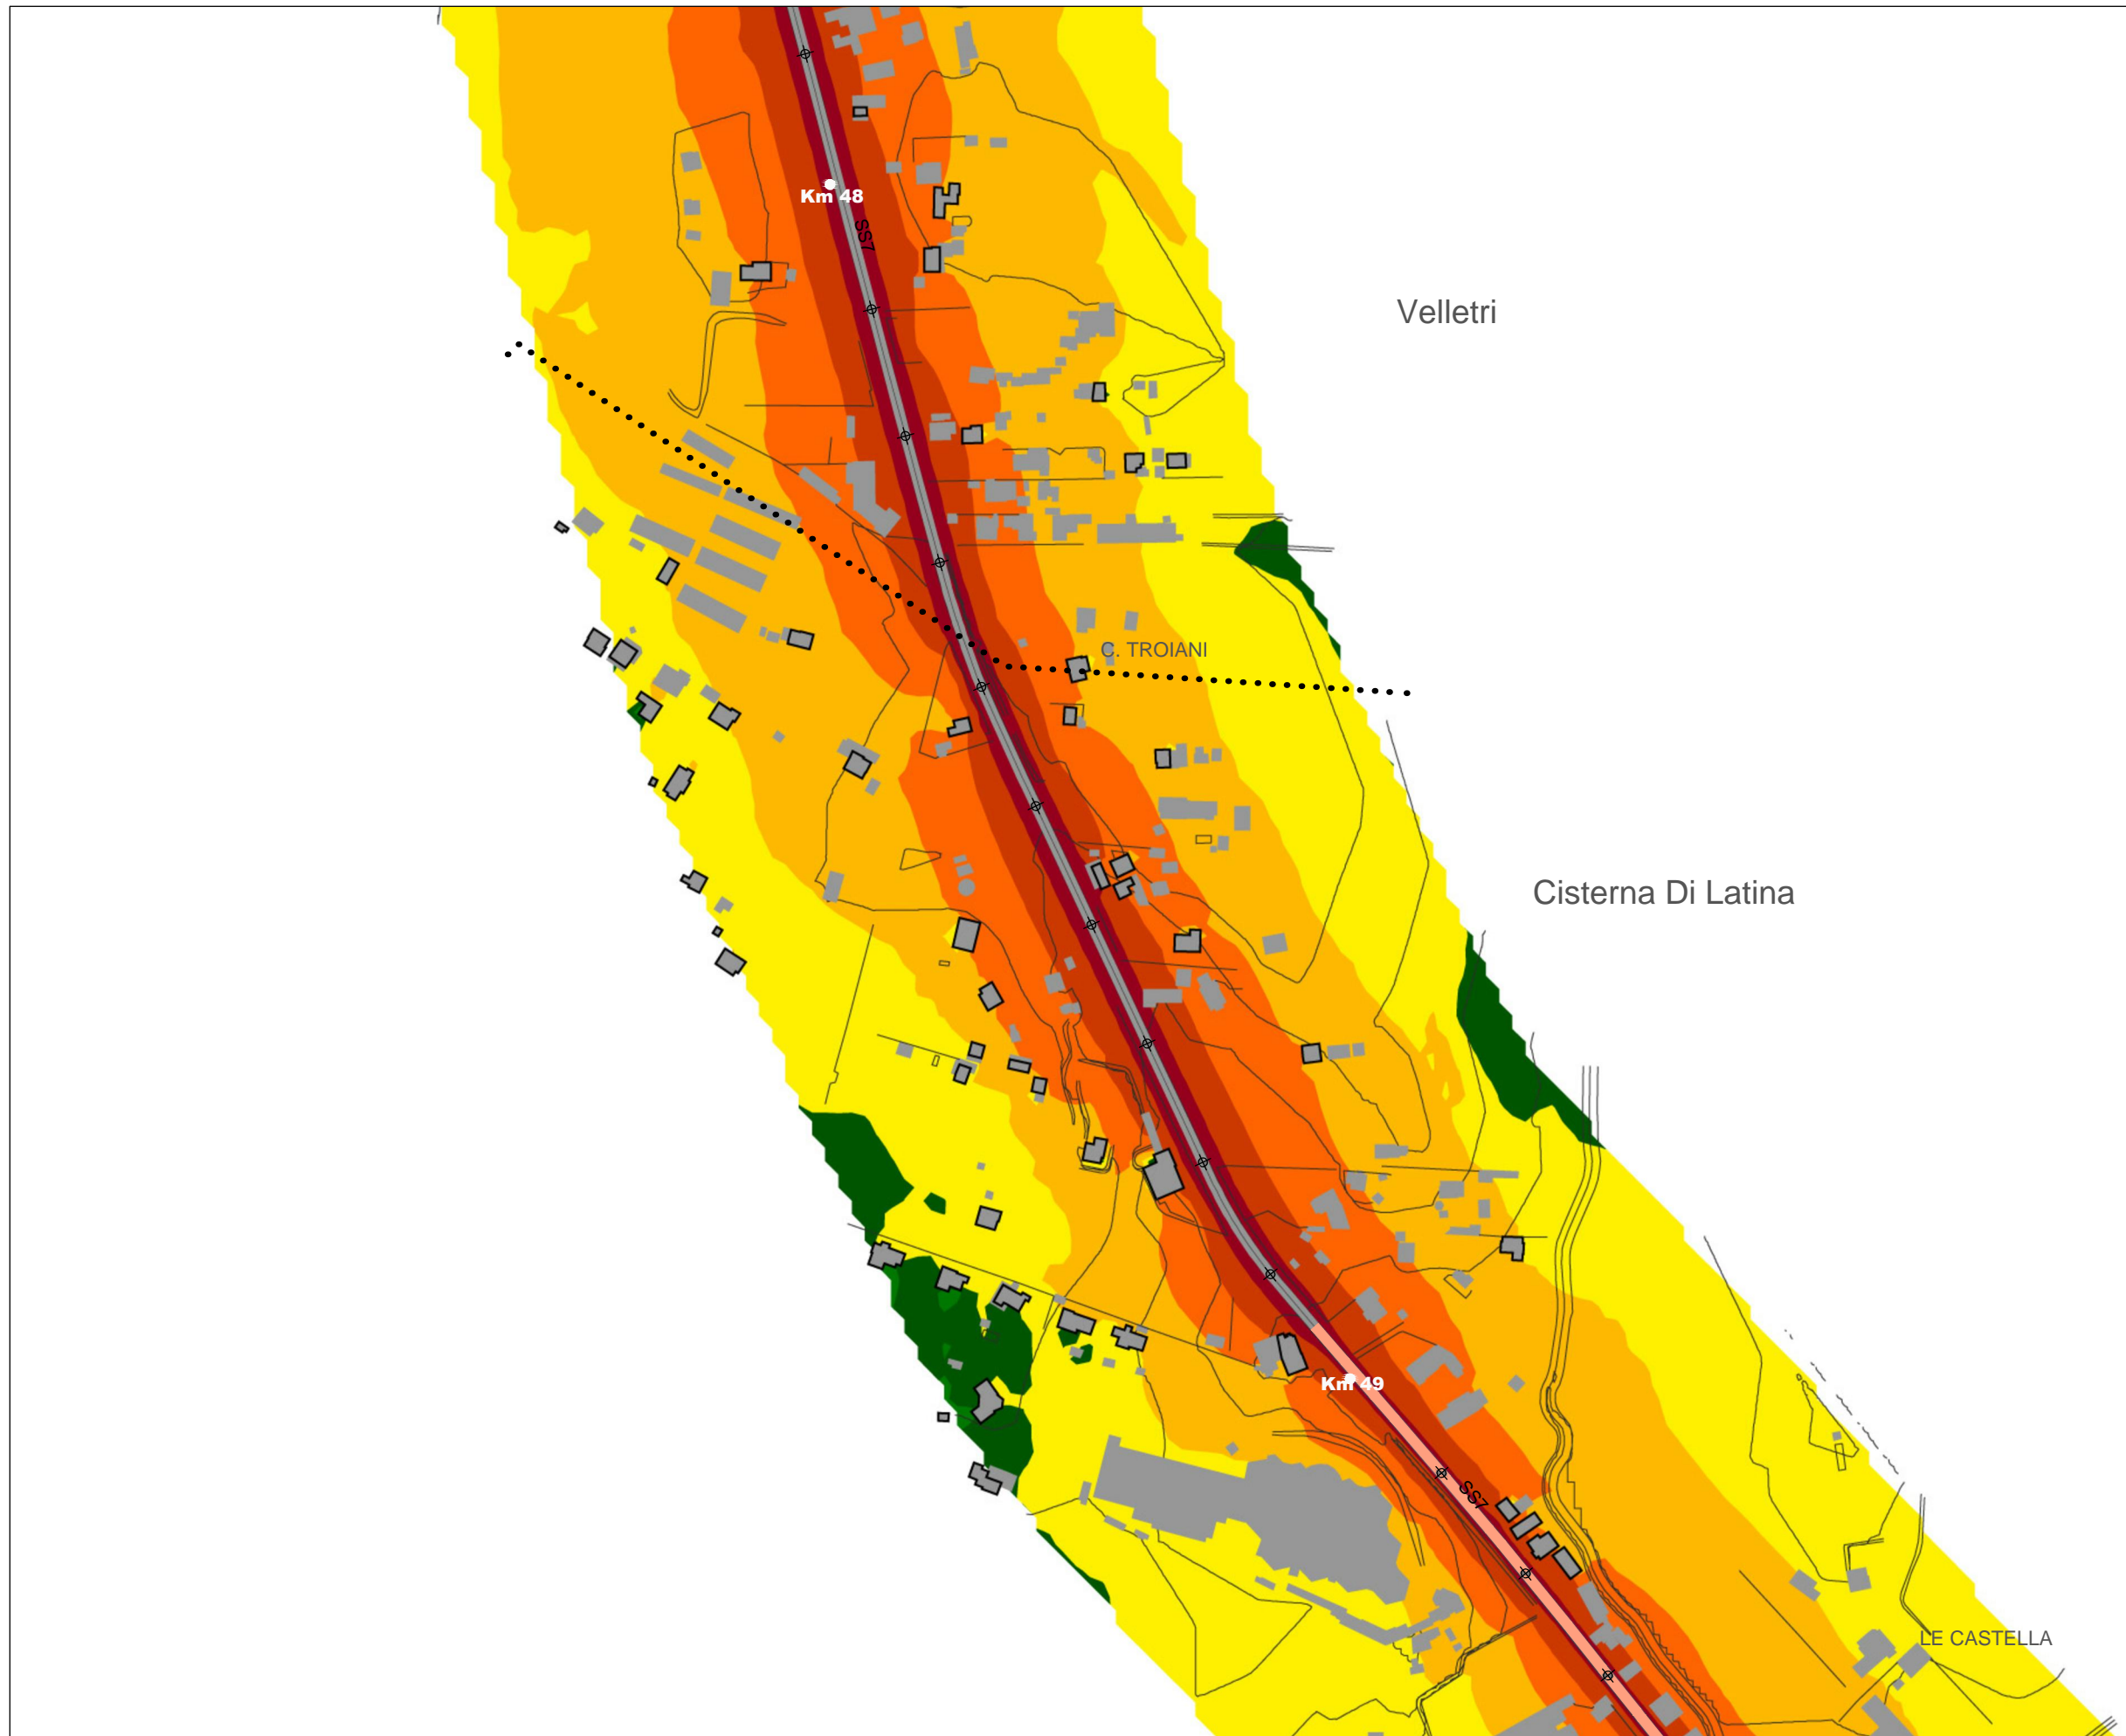 Km 48
SS7
Velletri
C. TROIANI
Cisterna Di Latina
Km 49
SS7
LE CASTELLA